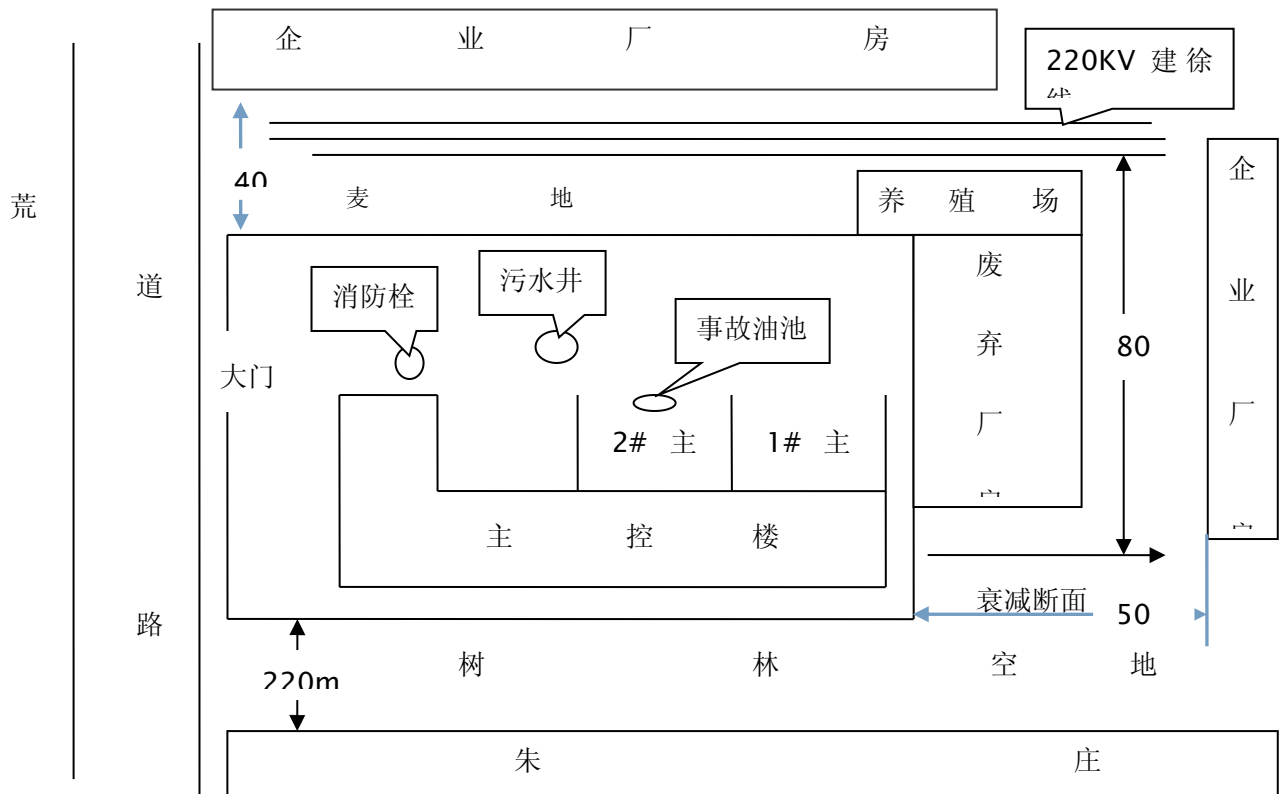 企业厂房
220KV 建徐
荒
道
路
40
麦地
养殖场
企
业
厂
废
弃
厂
80
消防栓
污水井
事故油池
大门
2# 主
1# 主
主控楼
衰减断面
50
220m
树林空地
朱庄